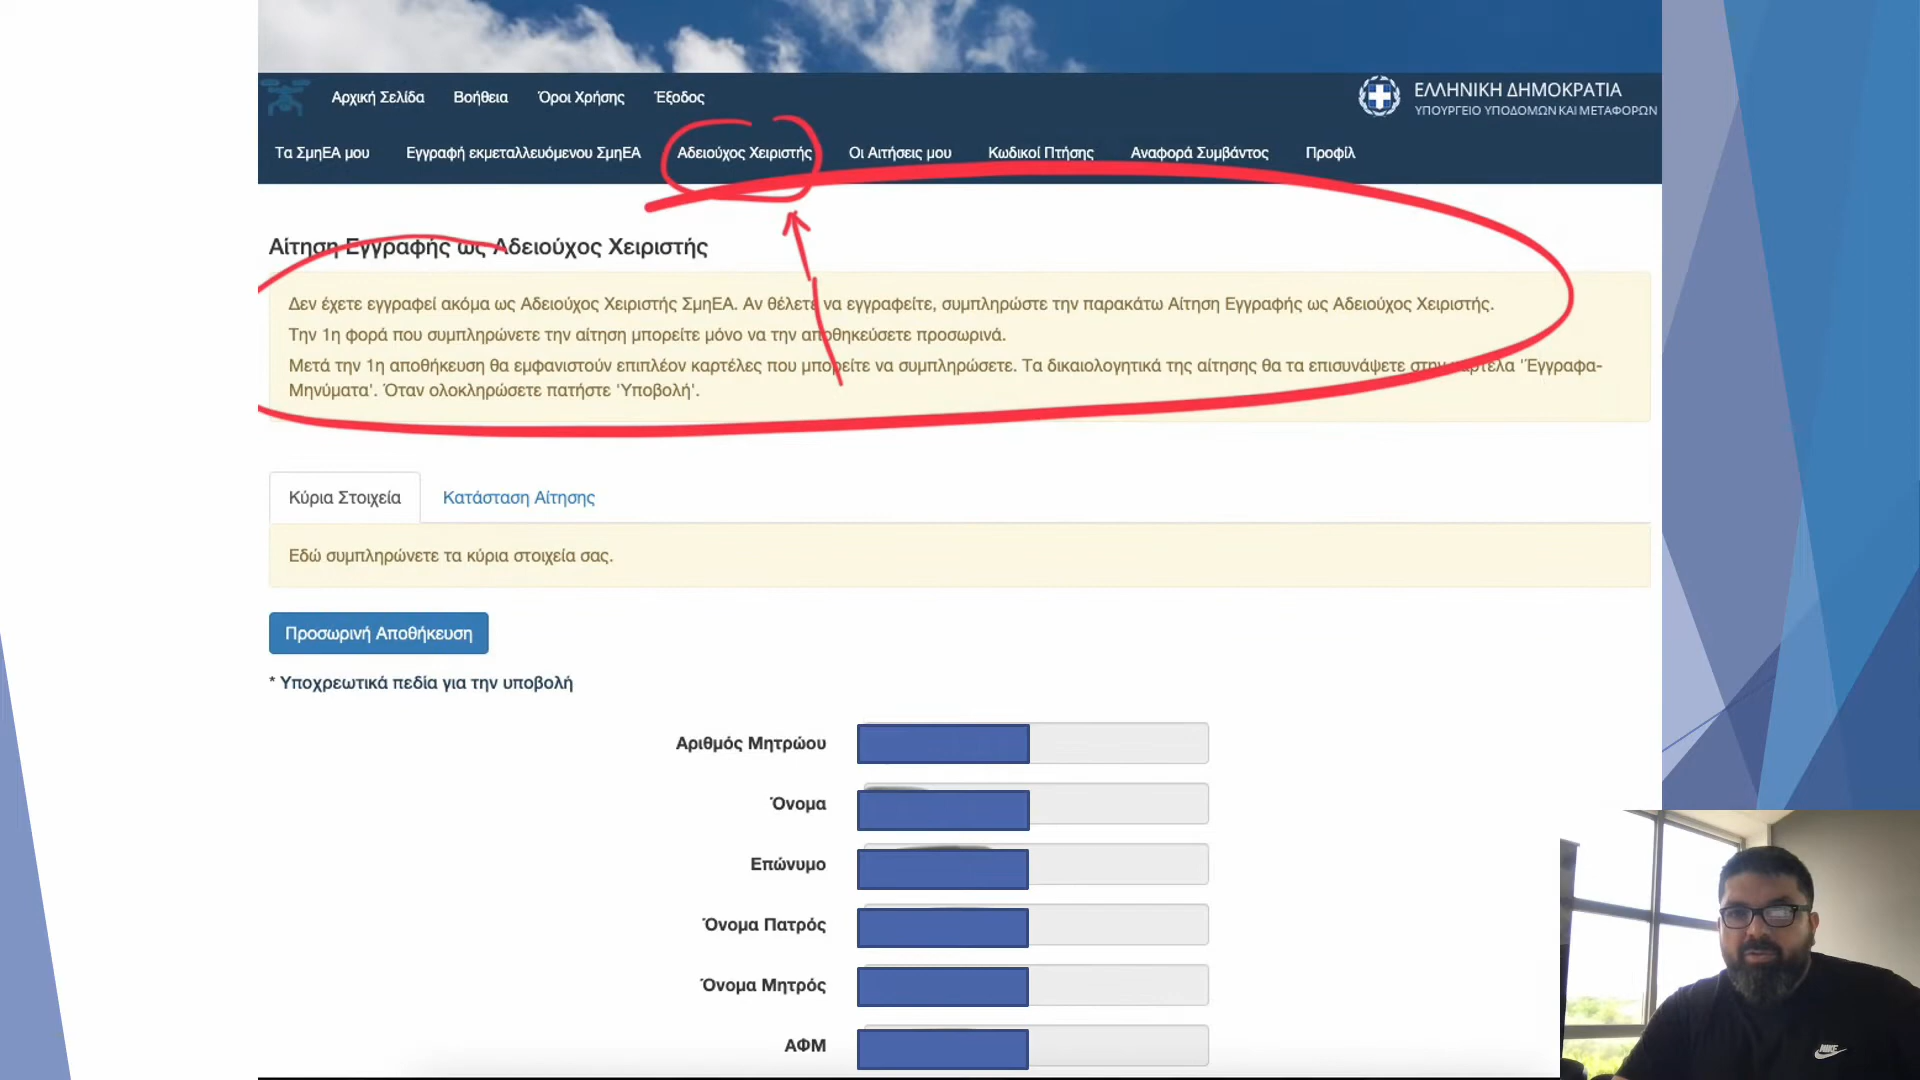 Αρχική Σελίδα Βοήθεια Όροι Χρήσης Έξοδος
ΕΛΛΗΝΙΚΗ ΔΗΜΟΚΡΑΤΙΑ
ΥΠΟΥΡΓΕΙΟ ΥΠΟΔΟΜΩΝ ΚΑΙ ΜΕΤΑΦΟΡΩΝ
Τα ΣμηΕΑ μου Εγγραφή εκμεταλλευόμενου ΣμηΕΑ Αδειούχος Χειριστής Οι Αιτήσεις μου Κωδικοί Πτήσης Αναφορά Συμβάντος Προφίλ
Αίτηση Εγγραφής ως Αδειούχος Χειριστής
Δεν έχετε εγγραφεί ακόμα ως Αδειούχος Χειριστής ΣμηΕΑ. Αν θέλετε να εγγραφείτε, συμπληρώστε την παρακάτω Αίτηση Εγγραφής ως Αδειούχος Χειριστής.
Την 1η φορά που συμπληρώνετε την αίτηση μπορείτε μόνο να την αποθηκεύσετε προσωρινά.
Μετά την 1η αποθήκευση θα εμφανιστούν επιπλέον καρτέλες που μπορείτε να συμπληρώσετε. Τα δικαιολογητικά της αίτησης θα τα επισυνάψετε στην καρτέλα 'Έγγραφα-
Μηνύματα'. Όταν ολοκληρώσετε πατήστε 'Υποβολή'.
Κύρια Στοιχεία Κατάσταση Αίτησης
Εδώ συμπληρώνετε τα κύρια στοιχεία σας.
Προσωρινή Αποθήκευση
* Υποχρεωτικά πεδία για την υποβολή
Αριθμός Μητρώου
Όνομα
Επώνυμο
Όνομα Πατρός
Όνομα Μητρός
ΑΦΜ
NIKE